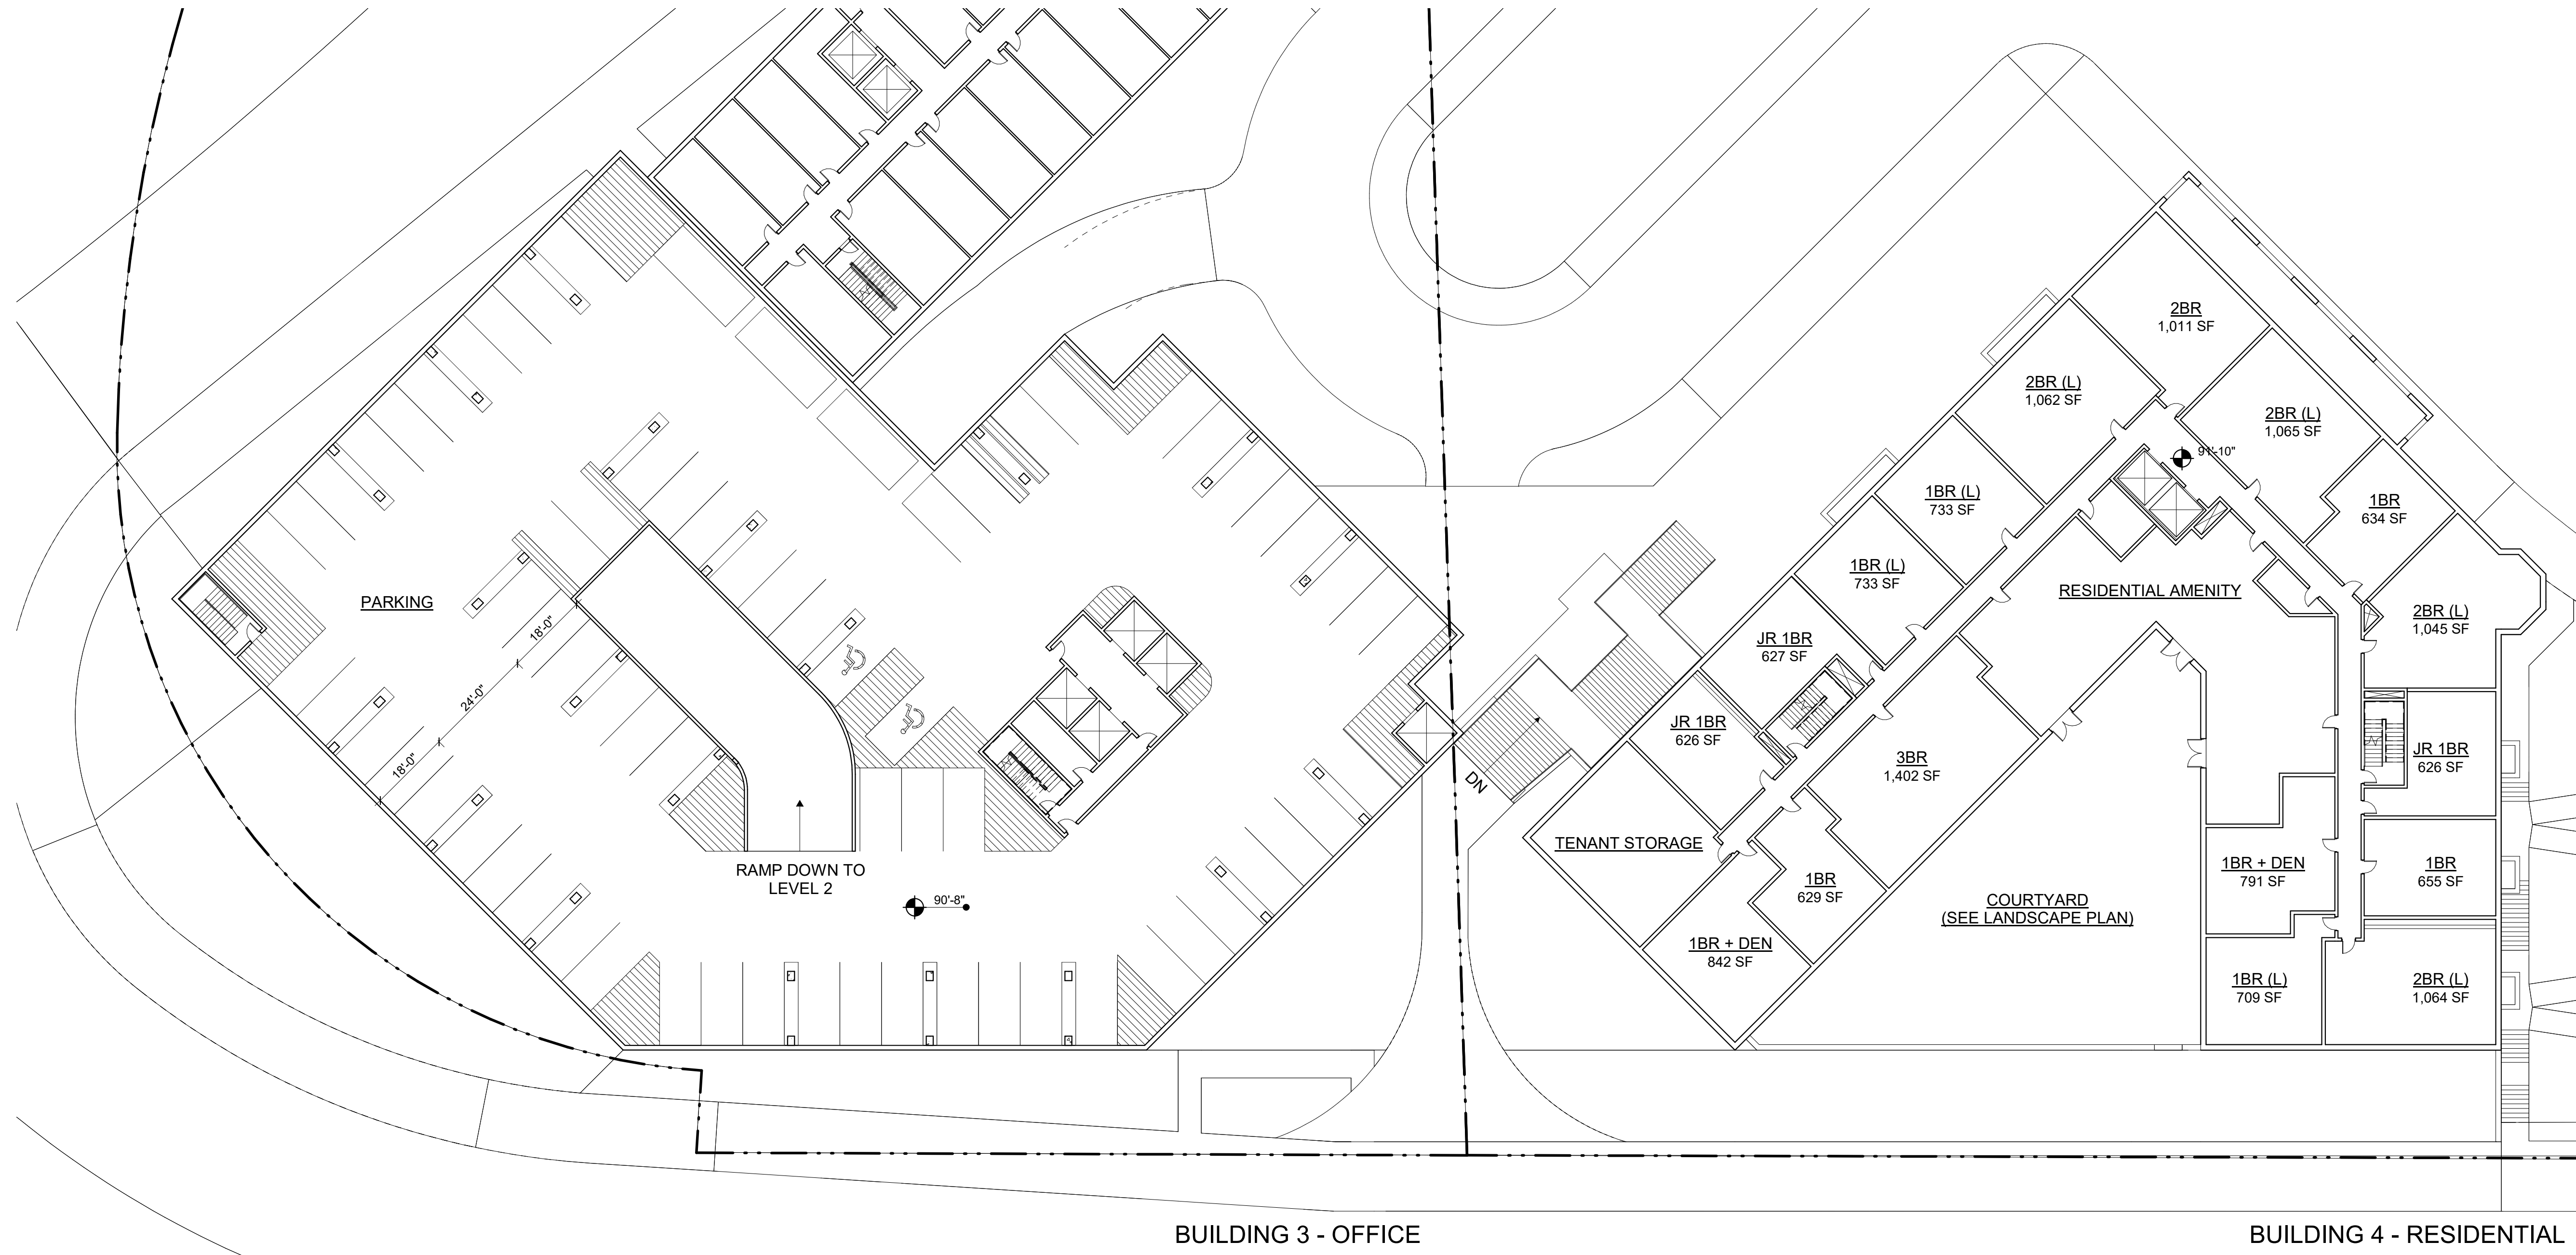 2BR
1,011 SF
2BR (L)
1,062 SF
2BR (L)
1,065 SF
91'-10"
1BR (L)
733 SF
1BR
634 SF
1BR (L)
733 SF
RESIDENTIAL AMENITY
2BR (L)
1,045 SF
PARKING
18'-0"
24'-0"
18'-0"
JR 1BR
627 SF
JR 1BR
626 SF
3BR
1,402 SF
JR 1BR
626 SF
DN
TENANT STORAGE
RAMP DOWN TO
LEVEL 2
90'-8"
1BR
629 SF
1BR + DEN
791 SF
1BR
655 SF
COURTYARD
(SEE LANDSCAPE PLAN)
1BR + DEN
842 SF
1BR (L)
709 SF
2BR (L)
1,064 SF
BUILDING 3 - OFFICE
BUILDING 4 - RESIDENTIAL